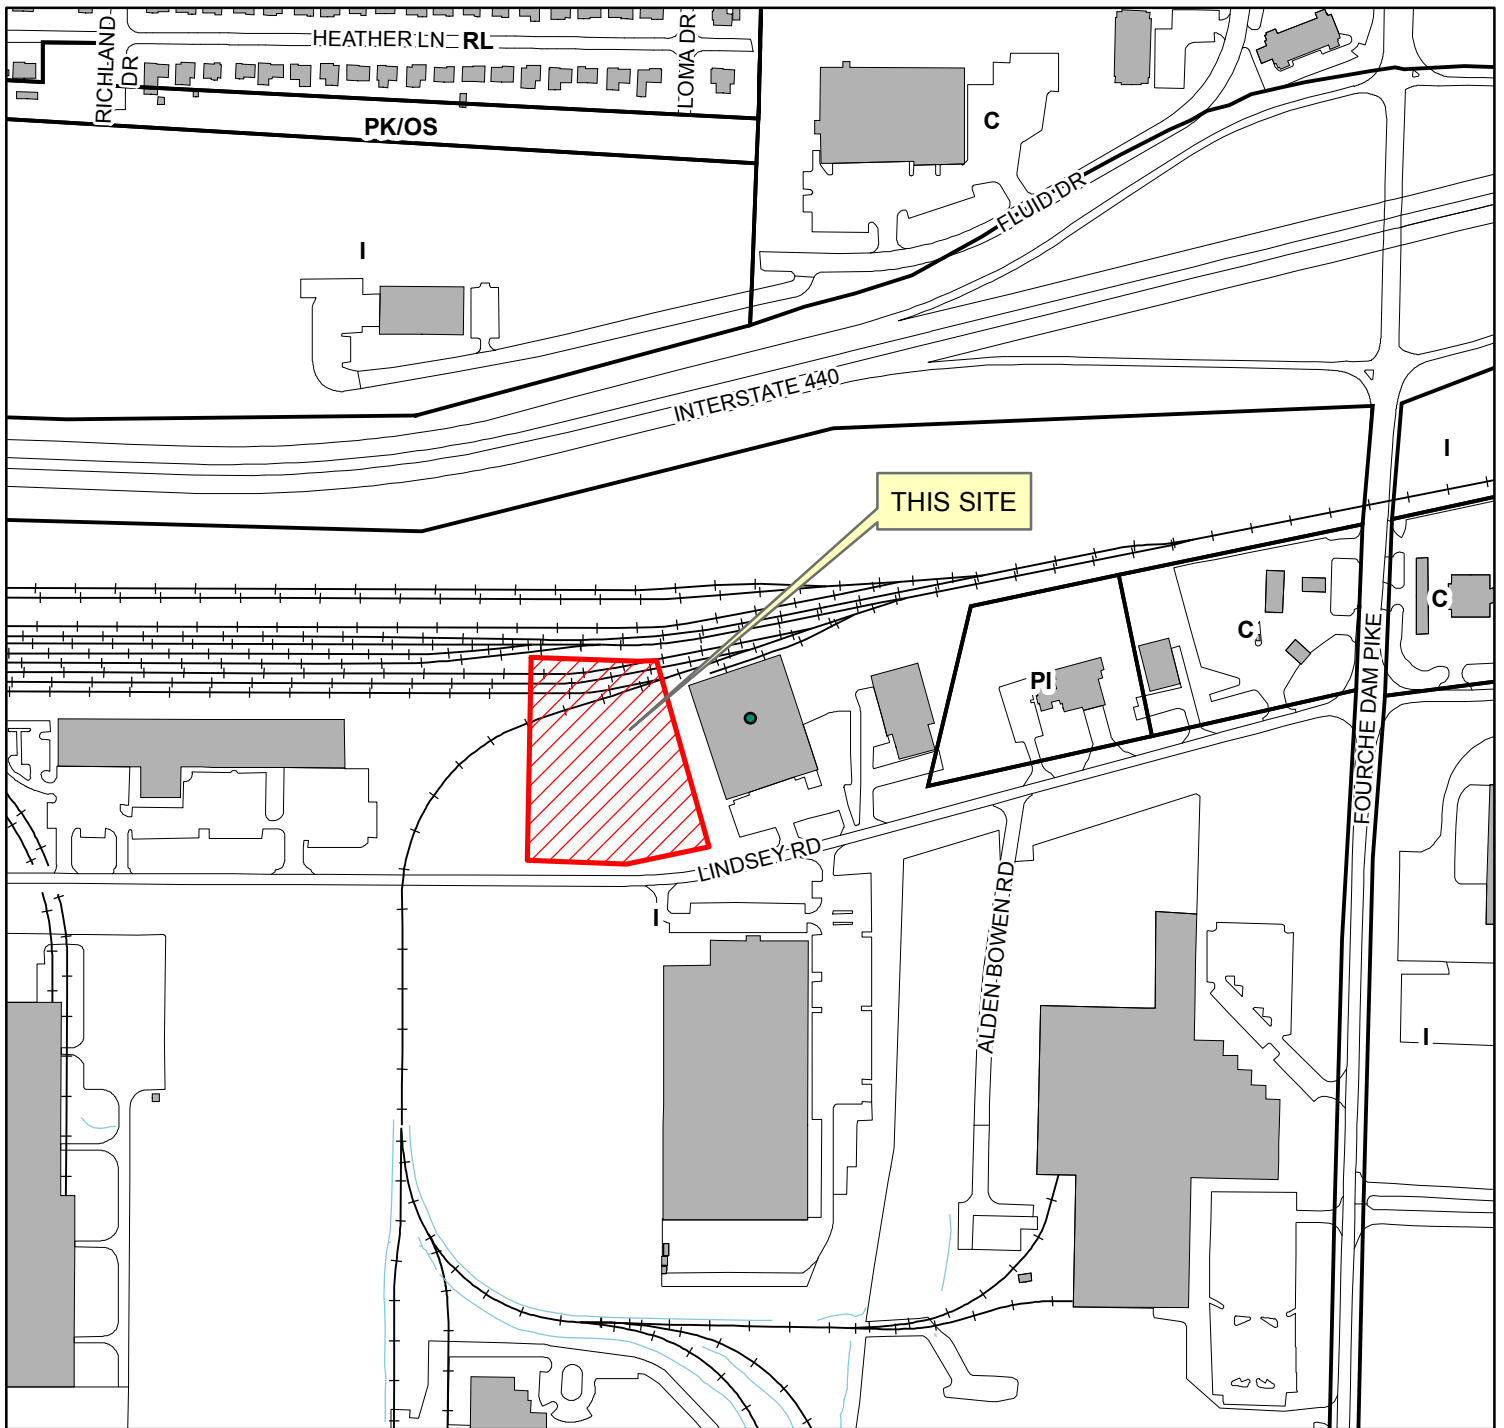 RICHLAND
DR
HEATHER LN
RL
LOMA DR
PK/OS
C
FLUID DR
I
INTERSTATE 440
I
THIS SITE
C
C
PI
FOURCHE DAM PIKE
LINDSEY RD
ALDEN-BOWEN RD
I
I